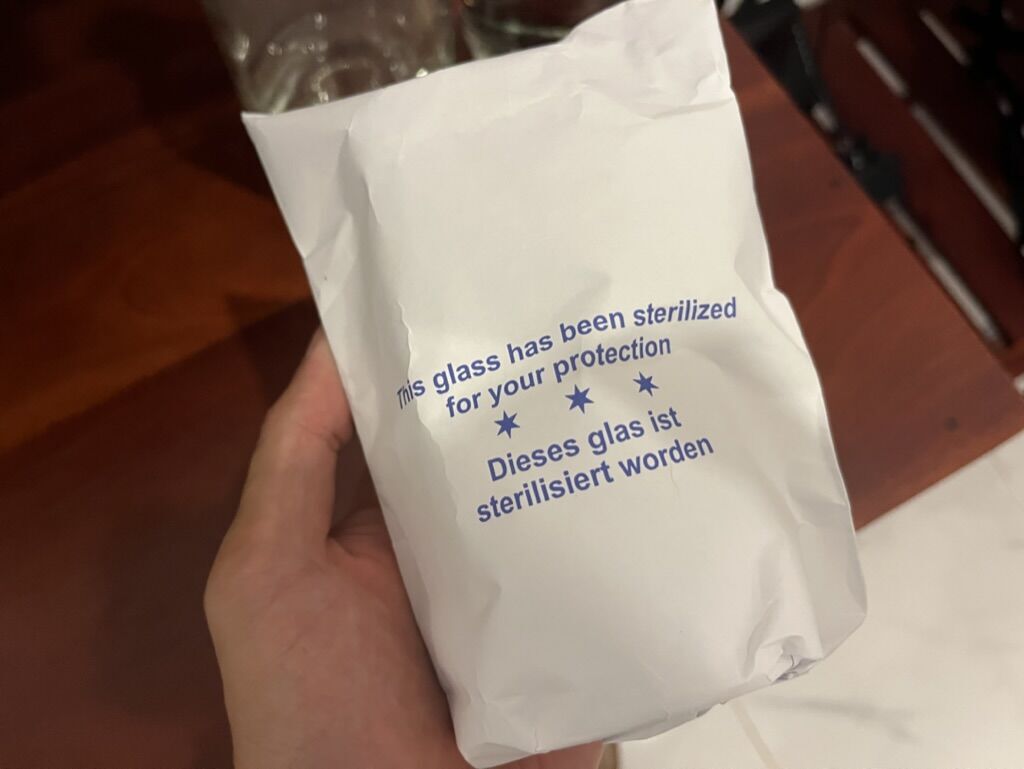 This glass has been sterilized
for your protection
Dieses glas ist
sterilisiert worden